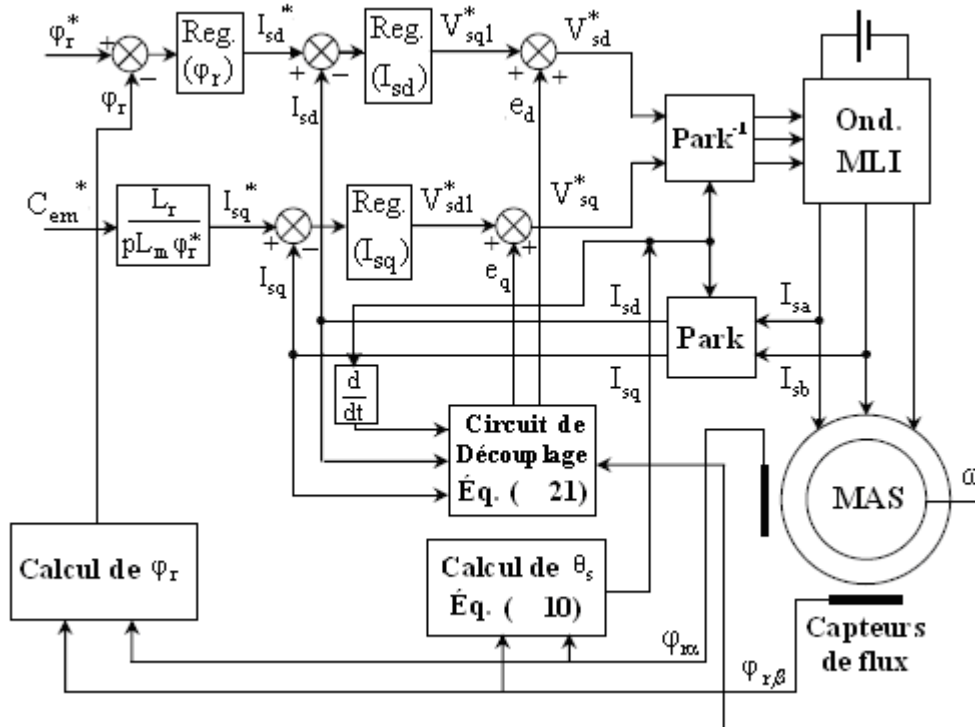 φr*
+
−
φr
Reg.
(φr)
Isd*
+
−
Isd
Reg.
(Isd)
V*sq1
+
+
ed
V*sd
Park-1
Ond.
MLI
Cem*
Lr
pLm φr*
Isq*
+
−
Isq
Reg.
(Isq)
V*sd1
+
+
eq
V*sq
Isd
Isq
Park
Isa
Isb
d
dt
Circuit de
Découplage
Éq. ( 21)
MAS
Calcul de φr
Calcul de θs
Éq. ( 10)
φrα
φr,β
Capteurs
de flux